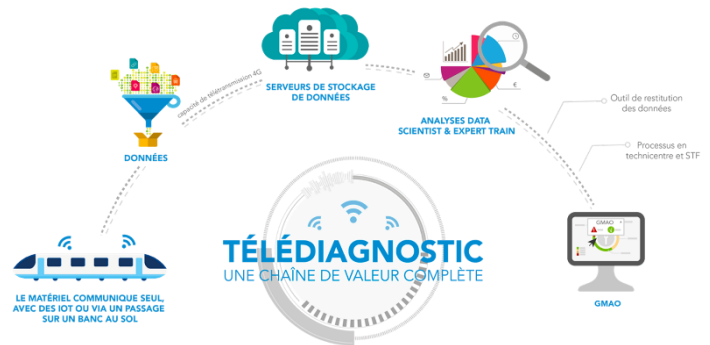 LE MATÉRIEL COMMUNIQUE SEUL,
AVEC DES IOT OU VIA UN PASSAGE
SUR UN BANC AU SOL
DONNÉES
capacité de télétransmission 4G
SERVEURS DE STOCKAGE
DE DONNÉES
ANALYSES DATA
SCIENTIST & EXPERT TRAIN
%
€
Outil de restitution
des données
Processus en
technicentre et STF
GMAO
GMAO
TÉLÉDIAGNOSTIC
UNE CHAÎNE DE VALEUR COMPLÈTE